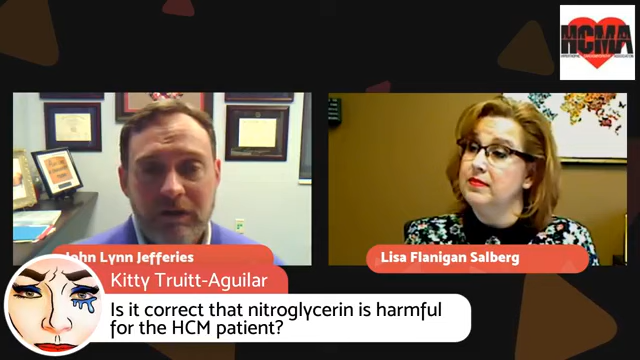 HCMA
John Lynn Jefferies
Lisa Flanigan Salberg
Kitty Truitt-Aguilar
Is it correct that nitroglycerin is harmful
for the HCM patient?